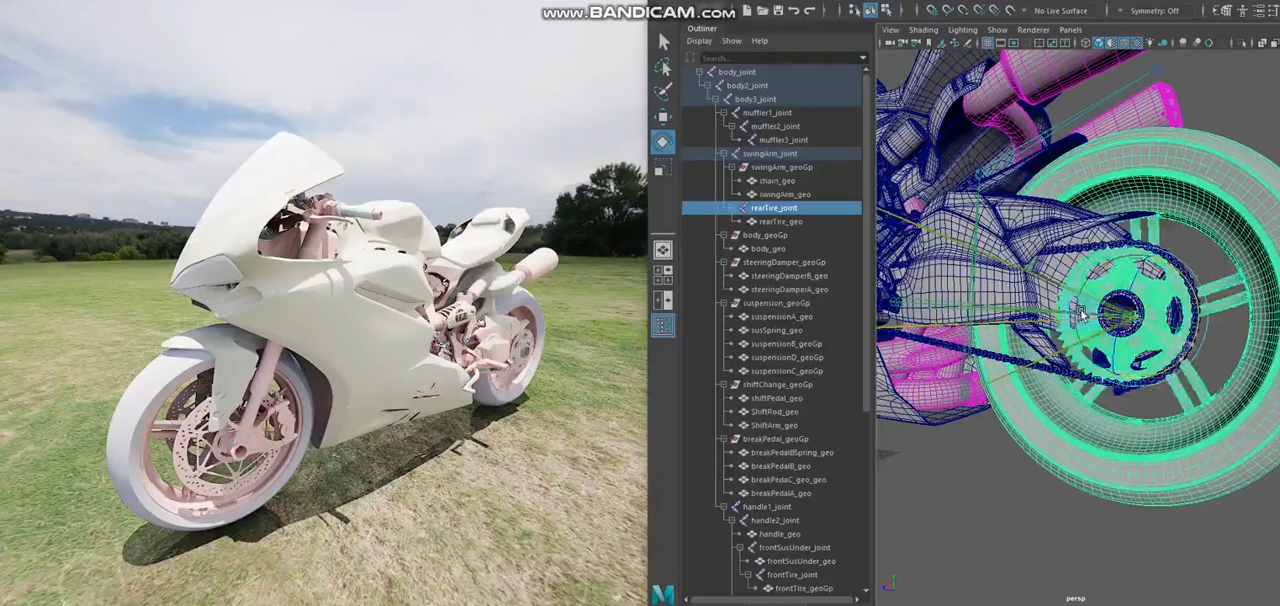 www.BANDICAM.com
No Live Surface
Symmetry: Off
Outliner
Display Show Help
Search...
View Shading Lighting Show Renderer Panels
body_joint
body2_joint
body3_joint
muffler1_joint
muffler2_joint
muffler3_joint
swingArm_joint
swingArm_geoGp
chain_geo
swingArm_geo
rearTire_joint
rearTire_geo
body_geoGp
body_geo
steeringDamper_geoGp
steeringDamperB_geo
steeringDamperA_geo
suspension_geoGp
suspensionA_geo
susSpring_geo
suspensionB_geoGp
suspensionD_geoGp
suspensionC_geoGp
shiftChange_geoGp
shiftPedal_geo
ShiftRod_geo
ShiftArm_geo
breakPedal_geoGp
breakPedalBSpring_geo
breakPedalB_geo
breakPedaC_geo_geo
breakPedalA_geo
handle1_joint
handle2_joint
handle_geo
frontSusUnder_joint
frontSusUnder_geo
frontTire_joint
frontTire_geoGp
persp